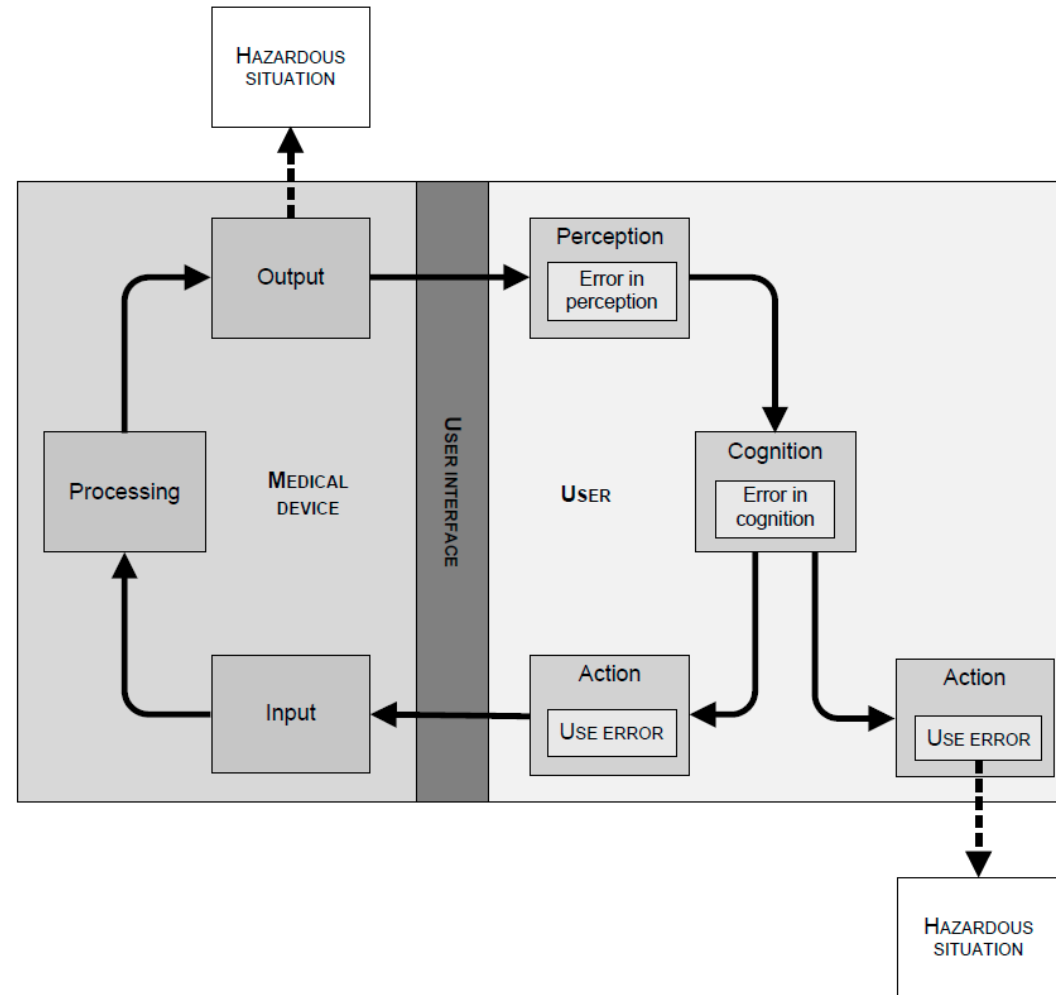 HAZARDOUS
SITUATION
Output
Perception
Error in
perception
Processing
MEDICAL
DEVICE
USER INTERFACE
USER
Cognition
Error in
cognition
Input
Action
USE ERROR
Action
USE ERROR
HAZARDOUS
SITUATION